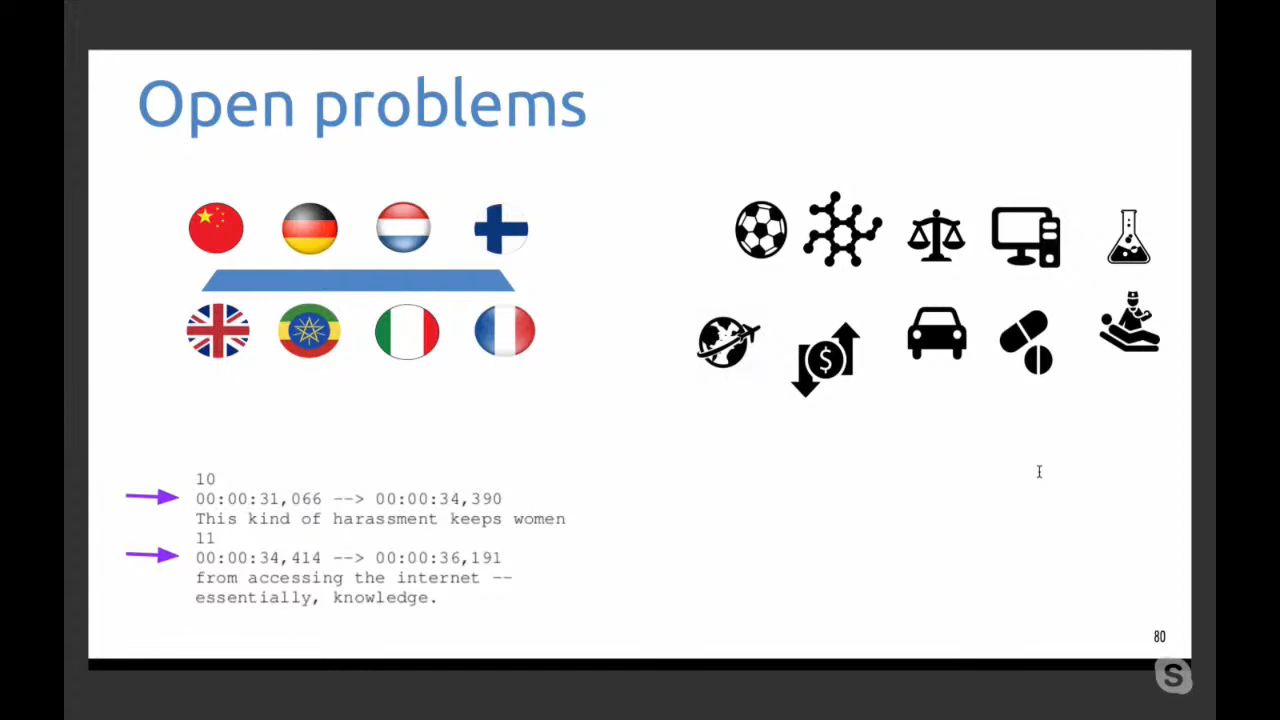 Open problems
$
10
00:00:31,066 --> 00:00:34,390
This kind of harassment keeps women
11
00:00:34,414 --> 00:00:36,191
from accessing the internet --
essentially, knowledge.
80
S